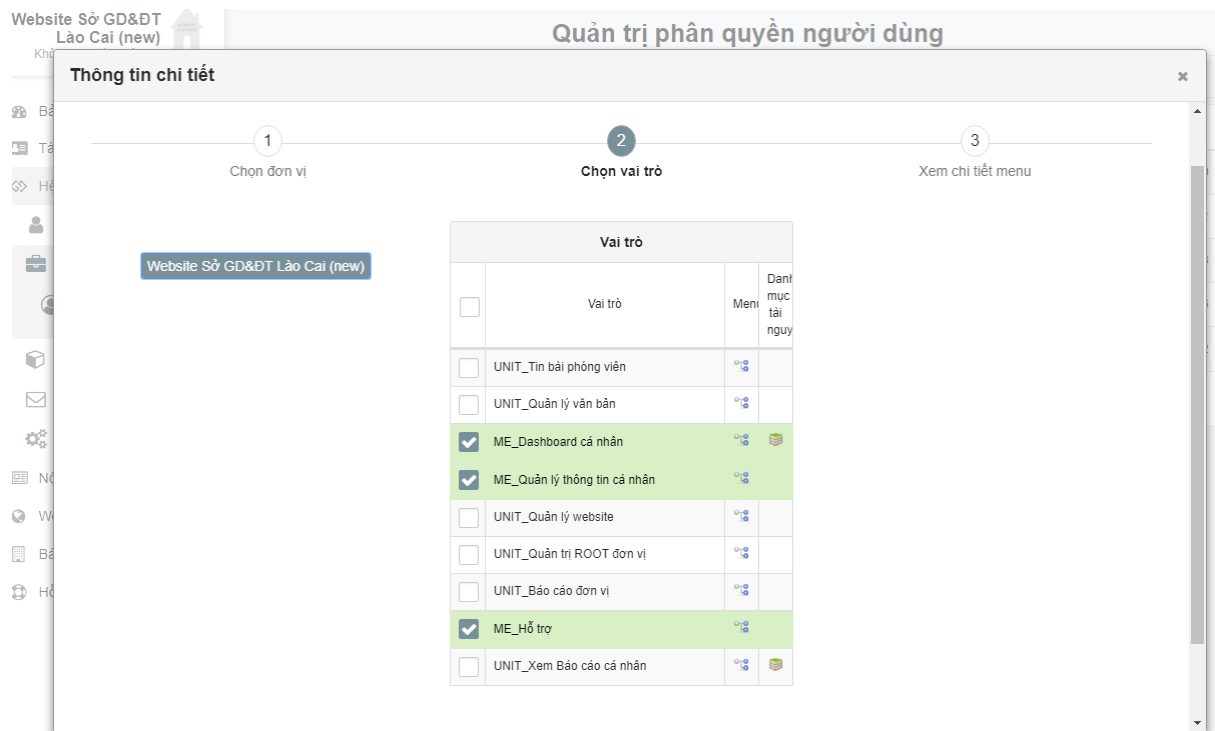 Website Sở GD&ĐT
Lào Cai (new)
Quản trị phân quyền người dùng
Thông tin chi tiết
×
1
2
3
Chọn đơn vị
Chọn vai trò
Xem chi tiết menu
Website Sở GD&ĐT Lào Cai (new)
Vai trò
Vai trò
mục
tài
UNIT_Tin bài phóng viên
UNIT_Quản lý văn bản
ME_Dashboard cá nhân
ME_Quản lý thông tin cá nhân
UNIT_Quản lý website
UNIT_Quản trị ROOT đơn vị
UNIT_Báo cáo đơn vị
ME_Hỗ trợ
UNIT_Xem Báo cáo cá nhân